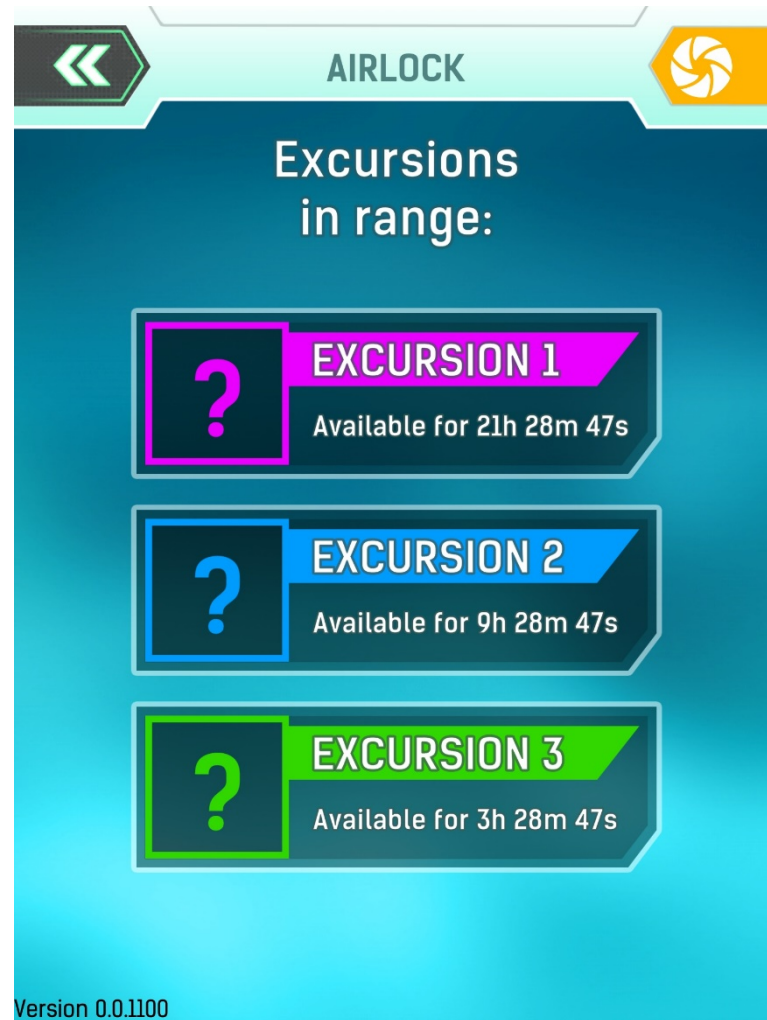 AIRLOCK
Excursions
in range:
?
EXCURSION 1
Available for 21h 28m 47s
?
EXCURSION 2
Available for 9h 28m 47s
?
EXCURSION 3
Available for 3h 28m 47s
Version 0.0.1100